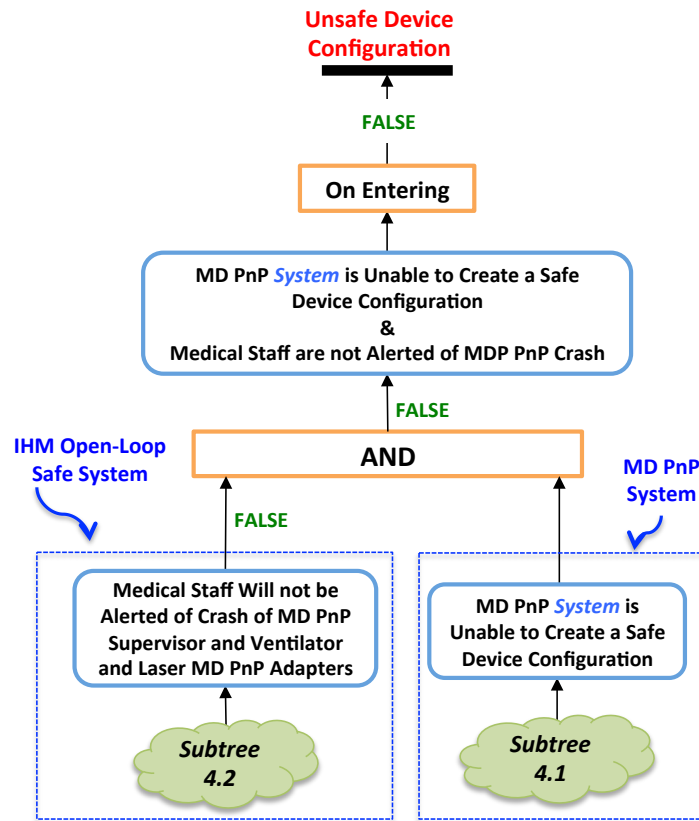 Unsafe Device
Configuration
FALSE
On Entering
MD PnP System is Unable to Create a Safe
Device Configuration
&
Medical Staff are not Alerted of MDP PnP Crash
FALSE
AND
IHM Open-Loop
Safe System
MD PnP
System
FALSE
Medical Staff Will not be
Alerted of Crash of MD PnP
Supervisor and Ventilator
and Laser MD PnP Adapters
MD PnP System is
Unable to Create a Safe
Device Configuration
Subtree
4.2
Subtree
4.1